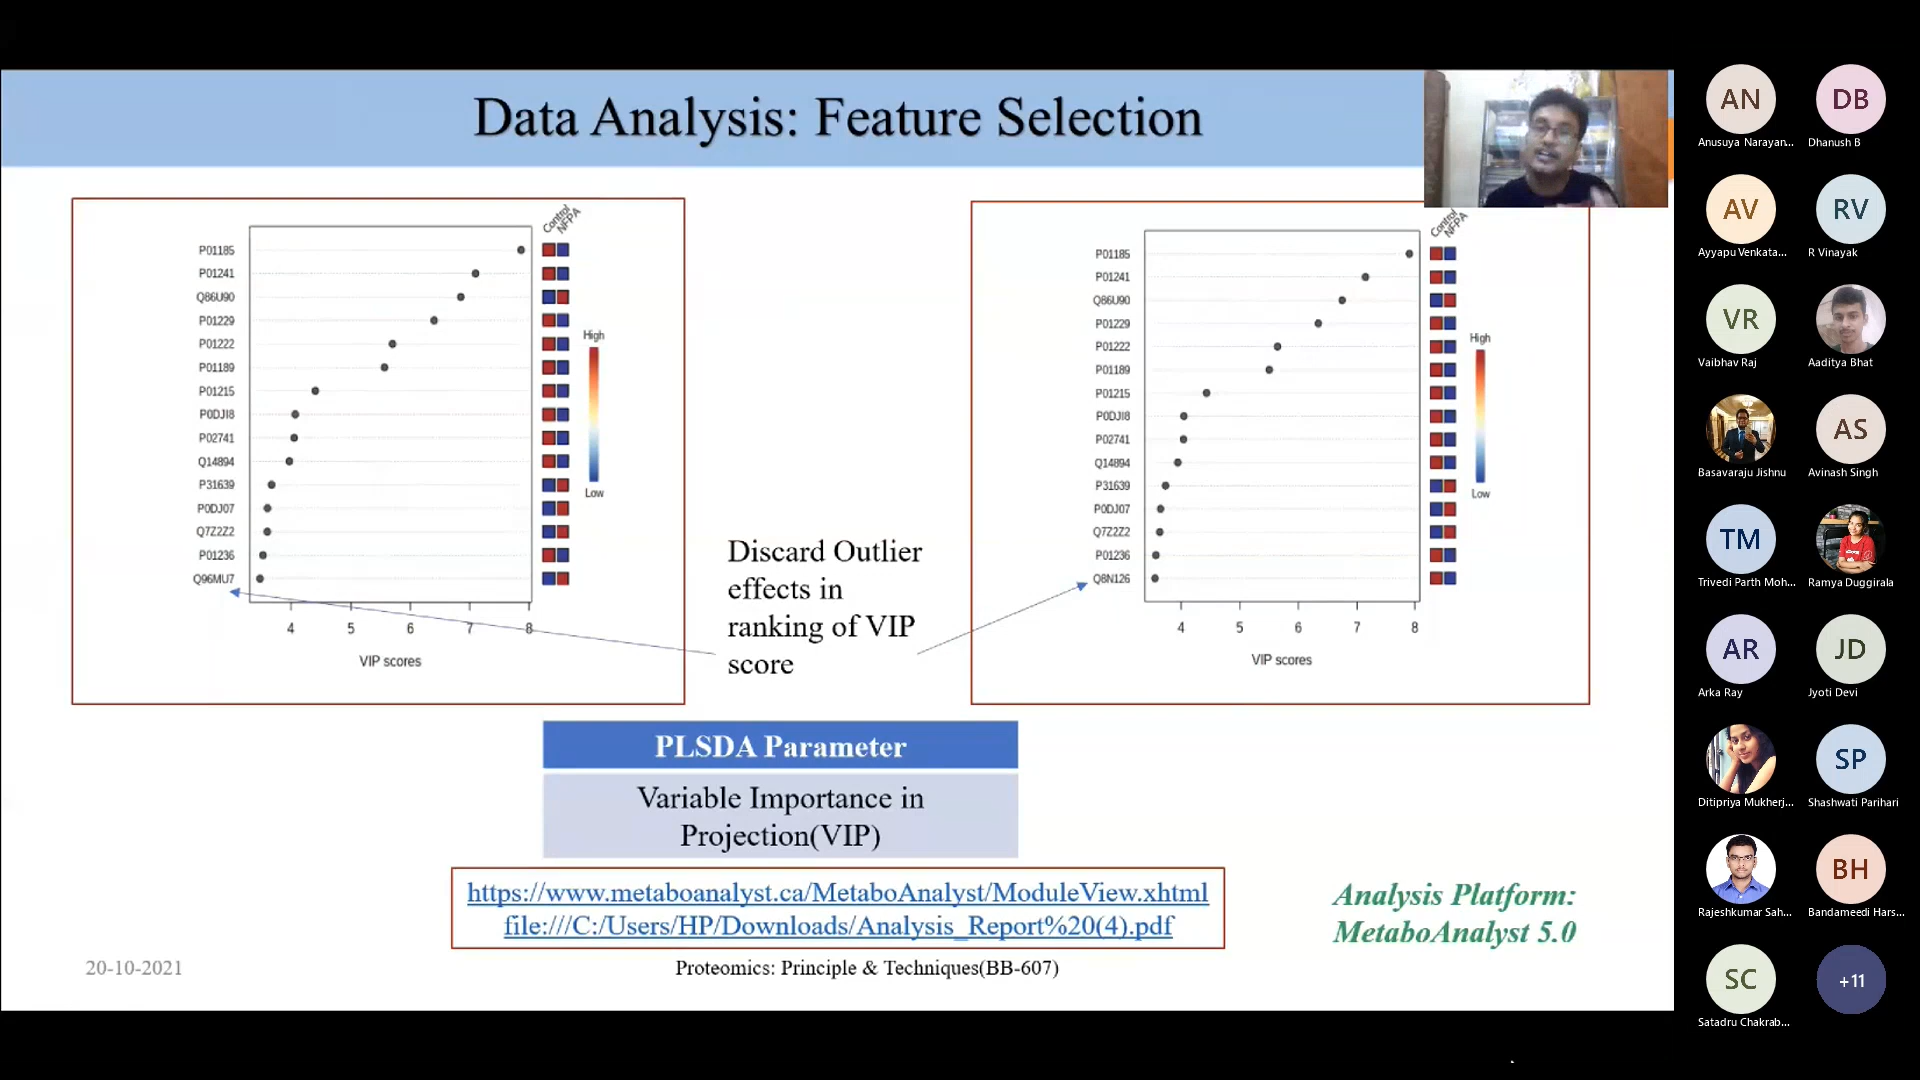 Data Analysis: Feature Selection
Control
NFPA
P01185
P01241
Q86U90
P01229
P01222
P01189
P01215
P0DJI8
P02741
Q14894
P31639
P0DJ07
Q7Z2Z2
P01236
Q96MU7
High
Low
4 5 6 7 8
VIP scores
Discard Outlier
effects in
ranking of VIP
score
Control
NFPA
P01185
P01241
Q86U90
P01229
P01222
P01189
P01215
P0DJI8
P02741
Q14894
P31639
P0DJ07
Q7Z2Z2
P01236
Q8N126
High
Low
4 5 6 7 8
VIP scores
PLSDA Parameter
Variable Importance in
Projection(VIP)
https://www.metaboanalyst.ca/MetaboAnalyst/ModuleView.xhtml
file:///C:/Users/HP/Downloads/Analysis_Report%20(4).pdf
Analysis Platform:
MetaboAnalyst 5.0
20-10-2021
Proteomics: Principle & Techniques(BB-607)
AN DB
Anusuya Narayan... Dhanush B
AV RV
Ayyapu Venkata... R Vinayak
VR
Vaibhav Raj Aaditya Bhat
AS
Basavaraju Jishnu Avinash Singh
TM
Trivedi Parth Moh... Ramya Duggirala
AR JD
Arka Ray Jyoti Devi
SP
Ditipriya Mukherj... Shashwati Parihari
BH
Rajeshkumar Sah... Bandameedi Hars...
SC +11
Satadru Chakrab...